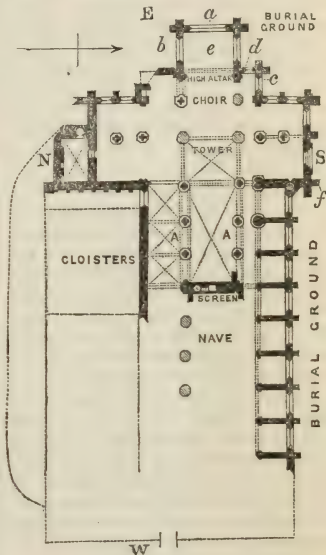 E
a
BURIAL
GROUND
b
e
d
HIGH ALTAR
c
CHOIR
N
TOWER
S
f
A
A
CLOISTERS
SCREEN
NAVE
BURIAL GROUND
W